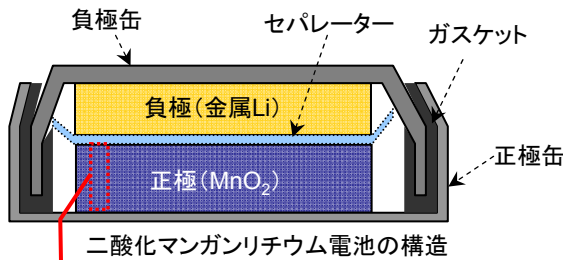 負極缶
セパレーター
ガスケット
負極(金属Li)
正極缶
正極(MnO₂)
二酸化マンガンリチウム電池の構造